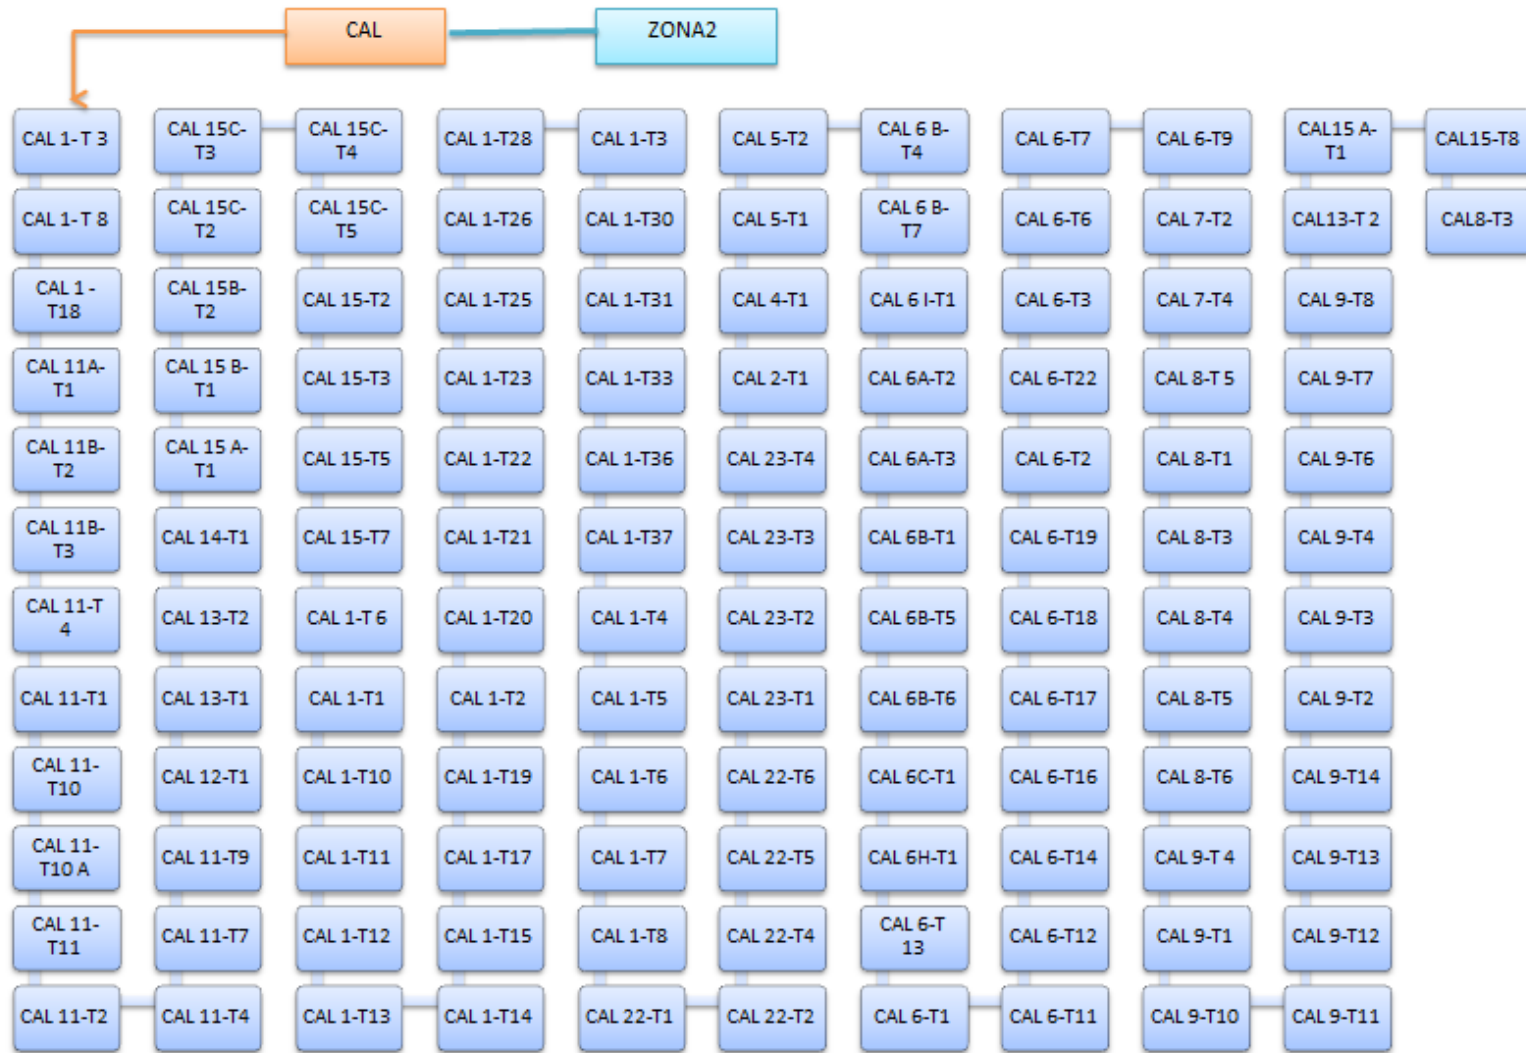 CAL
ZONA2
CAL 1- T 3
CAL 15C-
T3
CAL 15C-
T4
CAL 1-T28
CAL 1-T3
CAL 5-T2
CAL 6 B-
T4
CAL 6-T7
CAL 6-T9
CAL15 A-
T1
CAL15-T8
CAL 1- T 8
CAL 15C-
T2
CAL 15C-
T5
CAL 1-T26
CAL 1-T30
CAL 5-T1
CAL 6 B-
T7
CAL 6-T6
CAL 7-T2
CAL13-T 2
CAL8-T3
CAL 1 -
T18
CAL 15B-
T2
CAL 15-T2
CAL 1-T25
CAL 1-T31
CAL 4-T1
CAL 6 I-T1
CAL 6-T3
CAL 7-T4
CAL 9-T8
CAL 11A-
T1
CAL 15 B-
T1
CAL 15-T3
CAL 1-T23
CAL 1-T33
CAL 2-T1
CAL 6A-T2
CAL 6-T22
CAL 8-T 5
CAL 9-T7
CAL 11B-
T2
CAL 15 A-
T1
CAL 15-T5
CAL 1-T22
CAL 1-T36
CAL 23-T4
CAL 6A-T3
CAL 6-T2
CAL 8-T1
CAL 9-T6
CAL 11B-
T3
CAL 14-T1
CAL 15-T7
CAL 1-T21
CAL 1-T37
CAL 23-T3
CAL 6B-T1
CAL 6-T19
CAL 8-T3
CAL 9-T4
CAL 11-T
4
CAL 13-T2
CAL 1-T 6
CAL 1-T20
CAL 1-T4
CAL 23-T2
CAL 6B-T5
CAL 6-T18
CAL 8-T4
CAL 9-T3
CAL 11-T1
CAL 13-T1
CAL 1-T1
CAL 1-T2
CAL 1-T5
CAL 23-T1
CAL 6B-T6
CAL 6-T17
CAL 8-T5
CAL 9-T2
CAL 11-
T10
CAL 12-T1
CAL 1-T10
CAL 1-T19
CAL 1-T6
CAL 22-T6
CAL 6C-T1
CAL 6-T16
CAL 8-T6
CAL 9-T14
CAL 11-
T10 A
CAL 11-T9
CAL 1-T11
CAL 1-T17
CAL 1-T7
CAL 22-T5
CAL 6H-T1
CAL 6-T14
CAL 9-T 4
CAL 9-T13
CAL 11-
T11
CAL 11-T7
CAL 1-T12
CAL 1-T15
CAL 1-T8
CAL 22-T4
CAL 6-T
13
CAL 6-T12
CAL 9-T1
CAL 9-T12
CAL 11-T2
CAL 11-T4
CAL 1-T13
CAL 1-T14
CAL 22-T1
CAL 22-T2
CAL 6-T1
CAL 6-T11
CAL 9-T10
CAL 9-T11